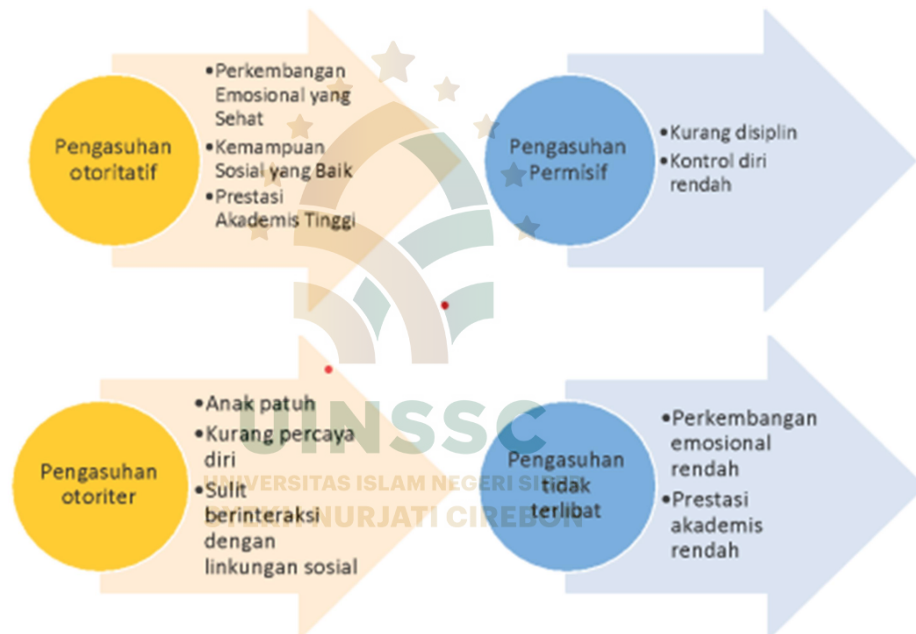 Pengasuhan
otoritatif
•Perkembangan
Emosional yang
Sehat
•Kemampuan
Sosial yang Baik
•Prestasi
Akademis Tinggi
Pengasuhan
Permisif
•Kurang disiplin
•Kontrol diri
rendah
Pengasuhan
otoriter
•Anak patuh
•Kurang percaya
diri
•Sulit
berinteraksi
dengan
linkungan sosial
Pengasuhan
tidak
terlibat
•Perkembangan
emosional
rendah
•Prestasi
akademis
rendah
UINSSC
UNIVERSITAS ISLAM NEGERI
NURJATI CIREBON